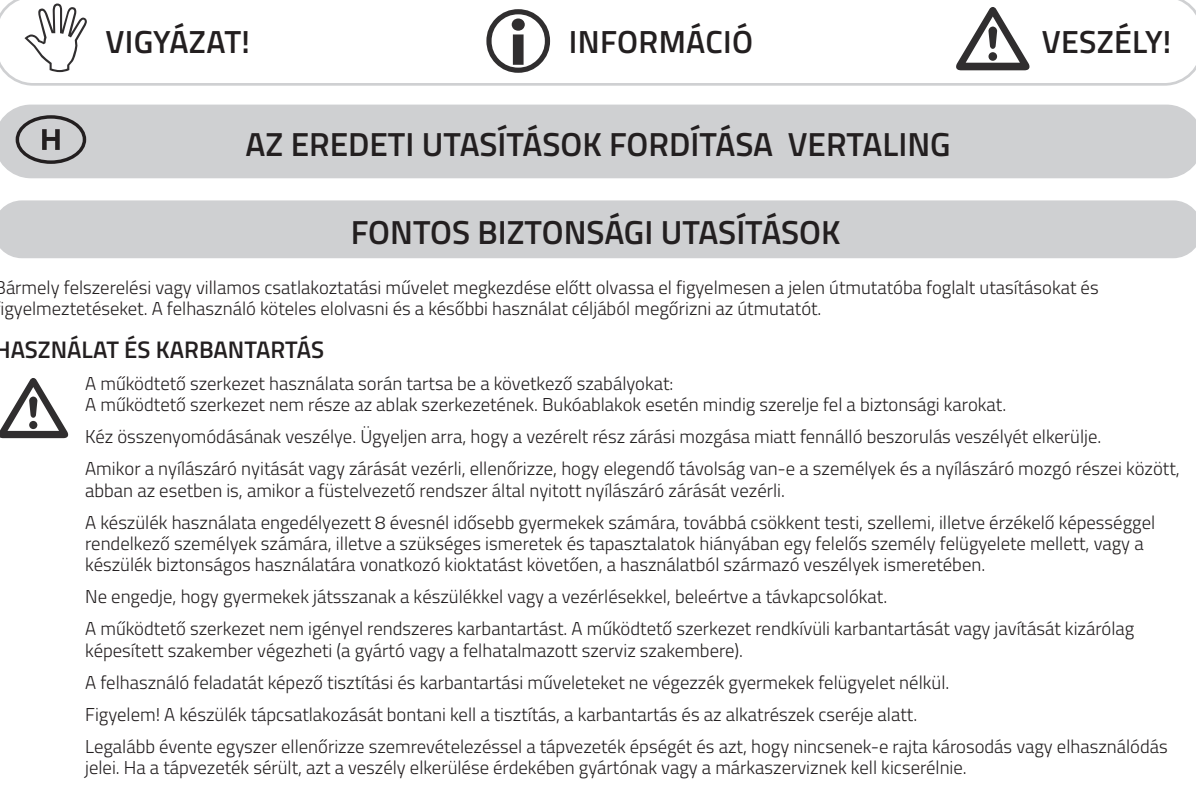 VIGYÁZAT! INFORMÁCIÓ VESZÉLY!
H AZ EREDETI UTASÍTÁSOK FORDÍTÁSA VERTALING
FONTOS BIZTONSÁGI UTASÍTÁSOK
Bármely felszerelési vagy villamos csatlakoztatási művelet megkezdése előtt olvassa el figyelmesen a jelen útmutatóba foglalt utasításokat és
figyelmeztetéseket. A felhasználó köteles elolvasni és a későbbi használat céljából megőrizni az útmutatót.
HASZNÁLAT ÉS KARBANTARTÁS
A működtető szerkezet használata során tartsa be a következő szabályokat:
A működtető szerkezet nem része az ablak szerkezetének. Bukóablakok esetén mindig szerelje fel a biztonsági karokat.
Kéz összenyomódásának veszélye. Ügyeljen arra, hogy a vezérelt rész zárási mozgása miatt fennálló beszorulás veszélyét elkerülje.
Amikor a nyílászáró nyitását vagy zárását vezérli, ellenőrizze, hogy elegendő távolság van-e a személyek és a nyílászáró mozgó részei között,
abban az esetben is, amikor a füstelvezető rendszer által nyitott nyílászáró zárását vezérli.
A készülék használata engedélyezett 8 évesnél idősebb gyermekek számára, továbbá csökkent testi, szellemi, illetve érzékelő képességgel
rendelkező személyek számára, illetve a szükséges ismeretek és tapasztalatok hiányában egy felelős személy felügyelete mellett, vagy a
készülék biztonságos használatára vonatkozó kioktatást követően, a használatból származó veszélyek ismeretében.
Ne engedje, hogy gyermekek játsszanak a készülékkel vagy a vezérlésekkel, beleértve a távkapcsolókat.
A működtető szerkezet nem igényel rendszeres karbantartást. A működtető szerkezet rendkívüli karbantartását vagy javítását kizárólag
képesített szakember végezheti (a gyártó vagy a felhatalmazott szerviz szakembere).
A felhasználó feladatát képező tisztítási és karbantartási műveleteket ne végezzék gyermekek felügyelet nélkül.
Figyelem! A készülék tápcsatlakozását bontani kell a tisztítás, a karbantartás és az alkatrészek cseréje alatt.
Legalább évente egyszer ellenőrizze szemrevételezéssel a tápvezeték épségét és azt, hogy nincsenek-e rajta károsodás vagy elhasználódás
jelei. Ha a tápvezeték sérült, azt a veszély elkerülése érdekében gyártónak vagy a márkaszerviznek kell kicserélnie.